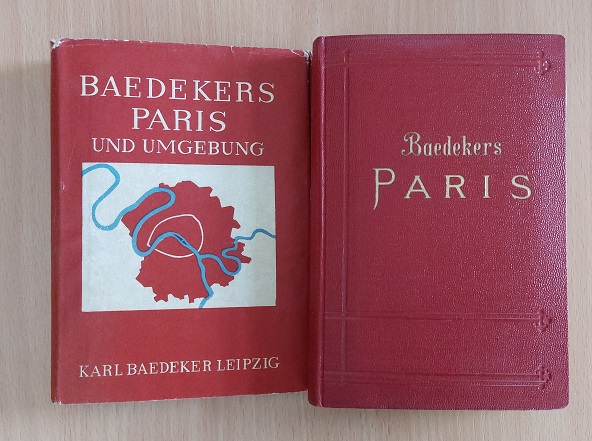 BAEDEKERS
PARIS
UND UMGEBUNG
KARL BAEDEKER LEIPZIG
Baedekers
PARIS